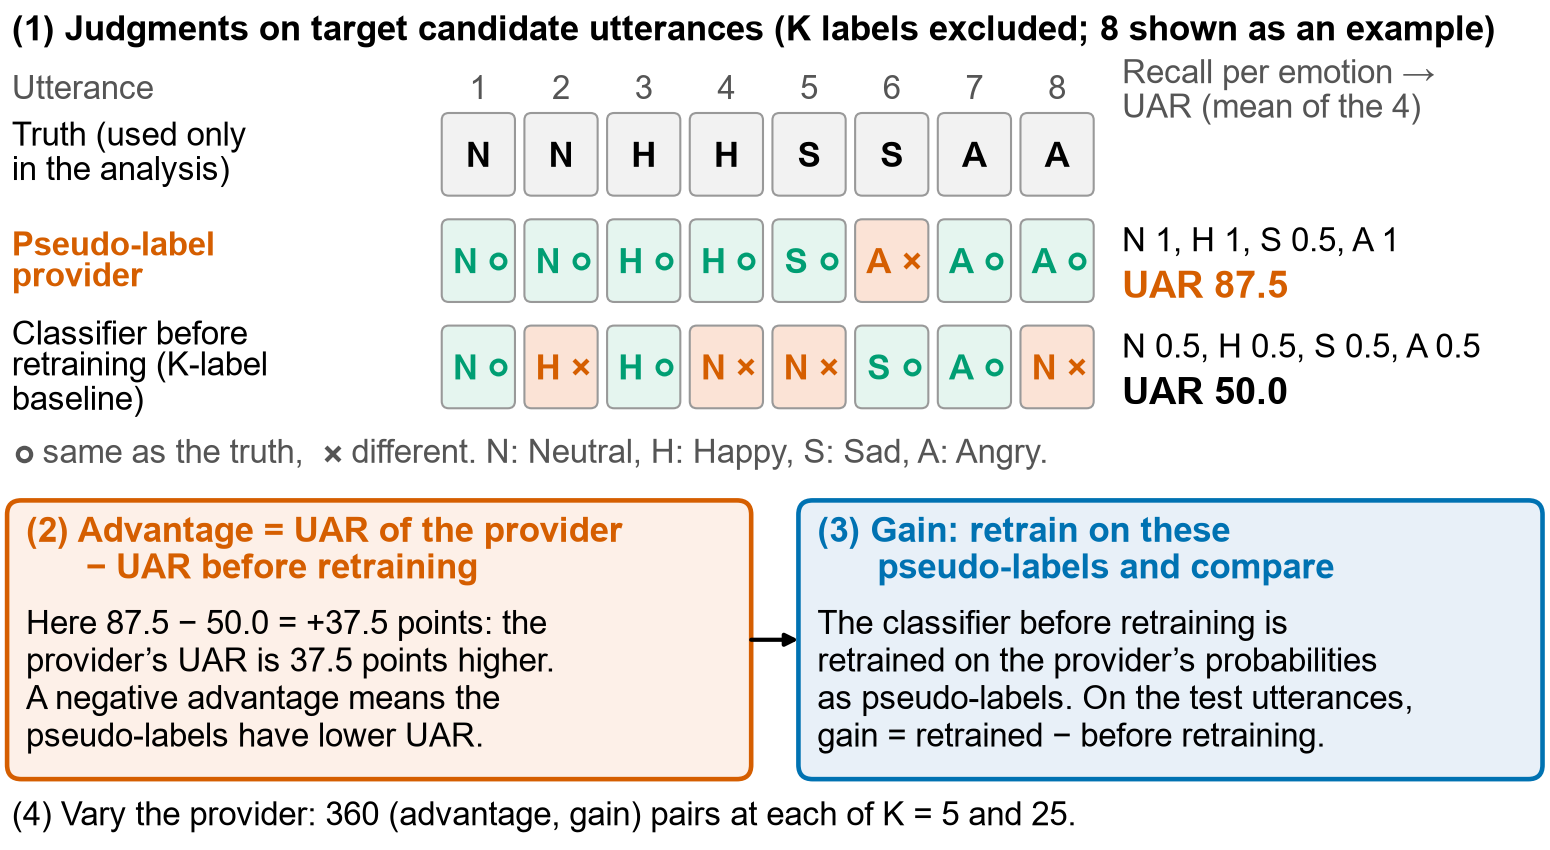 (1) Judgments on target candidate utterances (K labels excluded; 8 shown as an example)
Utterance 1 2 3 4 5 6 7 8
Recall per emotion →
UAR (mean of the 4)
Truth (used only
in the analysis)
N N H H S S A A
Pseudo-label
provider
N o N o H o H o S o A × A o A o
N 1, H 1, S 0.5, A 1
UAR 87.5
Classifier before
retraining (K-label
baseline)
N o H × H o N × N × S o A o N ×
N 0.5, H 0.5, S 0.5, A 0.5
UAR 50.0
o same as the truth, × different. N: Neutral, H: Happy, S: Sad, A: Angry.
(2) Advantage = UAR of the provider
− UAR before retraining
Here 87.5 − 50.0 = +37.5 points: the
provider’s UAR is 37.5 points higher.
A negative advantage means the
pseudo-labels have lower UAR.
(3) Gain: retrain on these
pseudo-labels and compare
The classifier before retraining is
retrained on the provider’s probabilities
as pseudo-labels. On the test utterances,
gain = retrained − before retraining.
(4) Vary the provider: 360 (advantage, gain) pairs at each of K = 5 and 25.